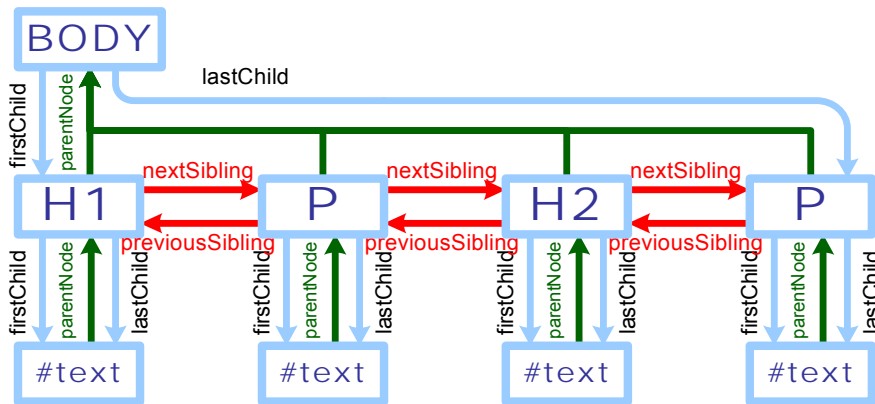 BODY
lastChild
firstChild
parentNode
nextSibling
nextSibling
nextSibling
H1
P
H2
P
previousSibling
previousSibling
previousSibling
firstChild
parentNode
lastChild
firstChild
parentNode
lastChild
firstChild
parentNode
lastChild
firstChild
parentNode
lastChild
#text
#text
#text
#text